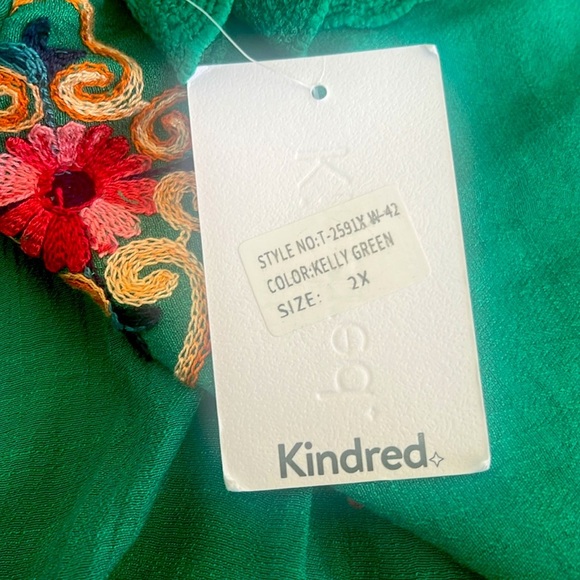 STYLE NO:T-2591X W-42
COLOR:KELLY GREEN
SIZE: 2X
Kindred